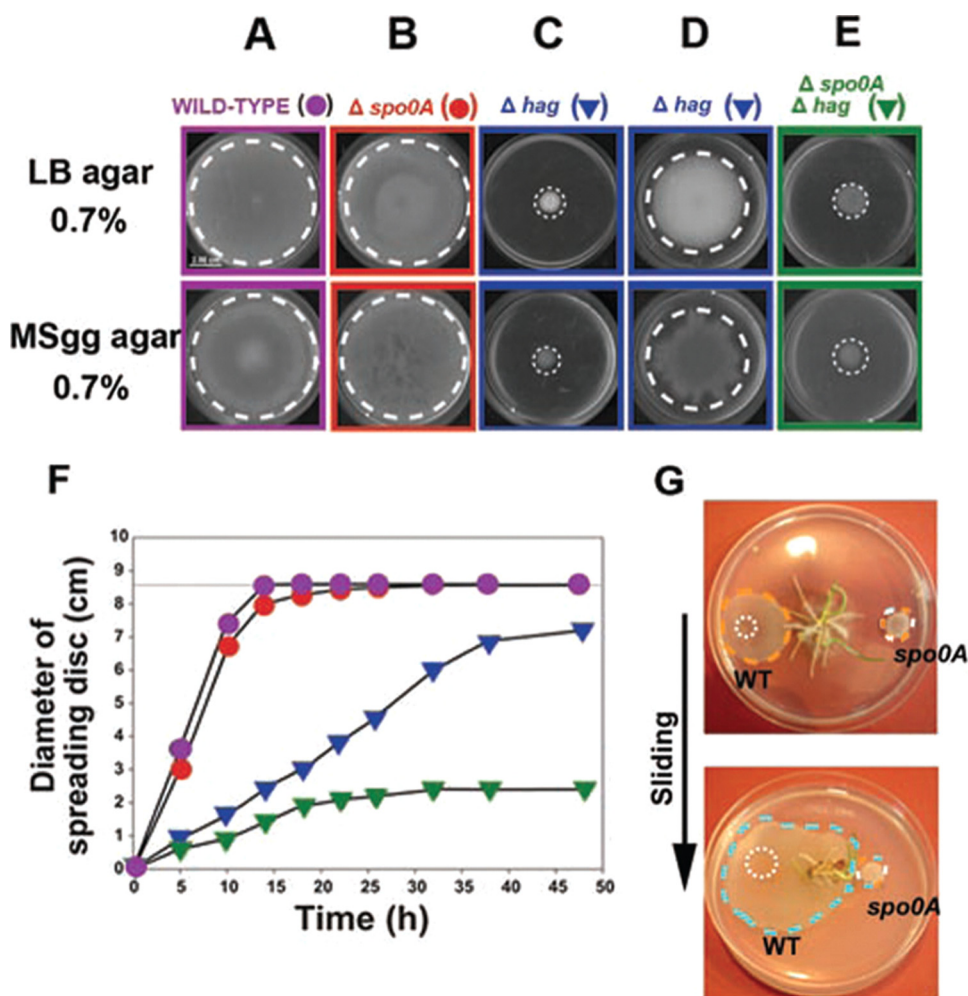 A B C D E
WILD-TYPE (●) Δ spo0A (●) Δ hag (▼) Δ hag (▼) Δ spo0A
Δ hag (▼)
LB agar
0.7%
MSgg agar
0.7%
F
10
9
8
7
6
5
4
3
2
1
0
0 5 10 15 20 25 30 35 40 45 50
Diameter of
spreading disc (cm)
Time (h)
G
Sliding
WT
spo0A
WT
spo0A